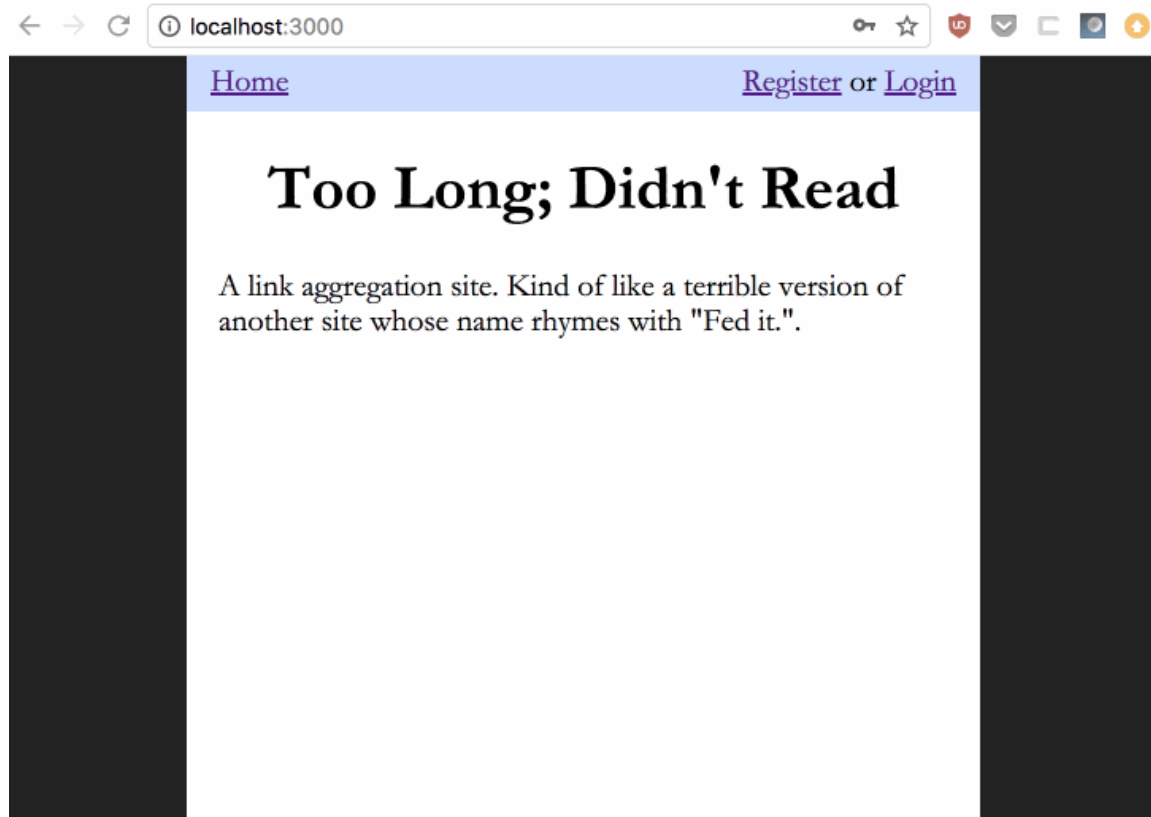 localhost:3000
Home Register or Login
Too Long; Didn't Read
A link aggregation site. Kind of like a terrible version of
another site whose name rhymes with "Fed it.".